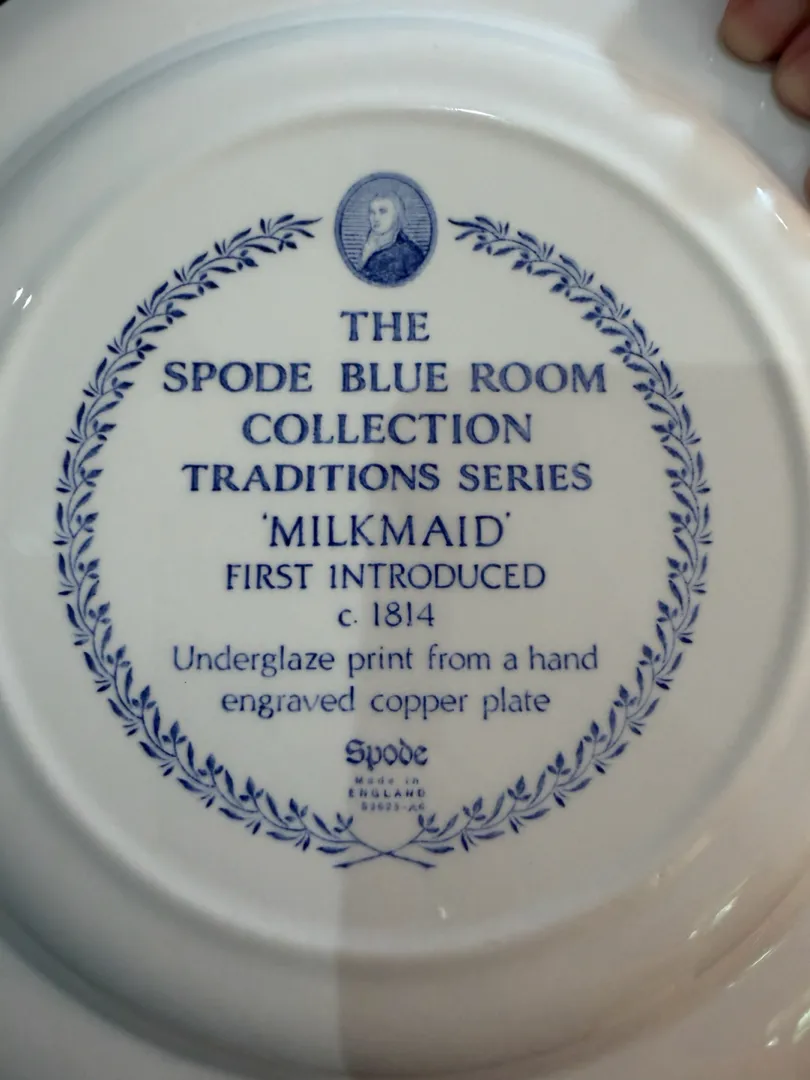 THE
SPODE BLUE ROOM
COLLECTION
TRADITIONS SERIES
'MILKMAID'
FIRST INTRODUCED
c. 1814
Underglaze print from a hand
engraved copper plate
Spode
Made in
ENGLAND